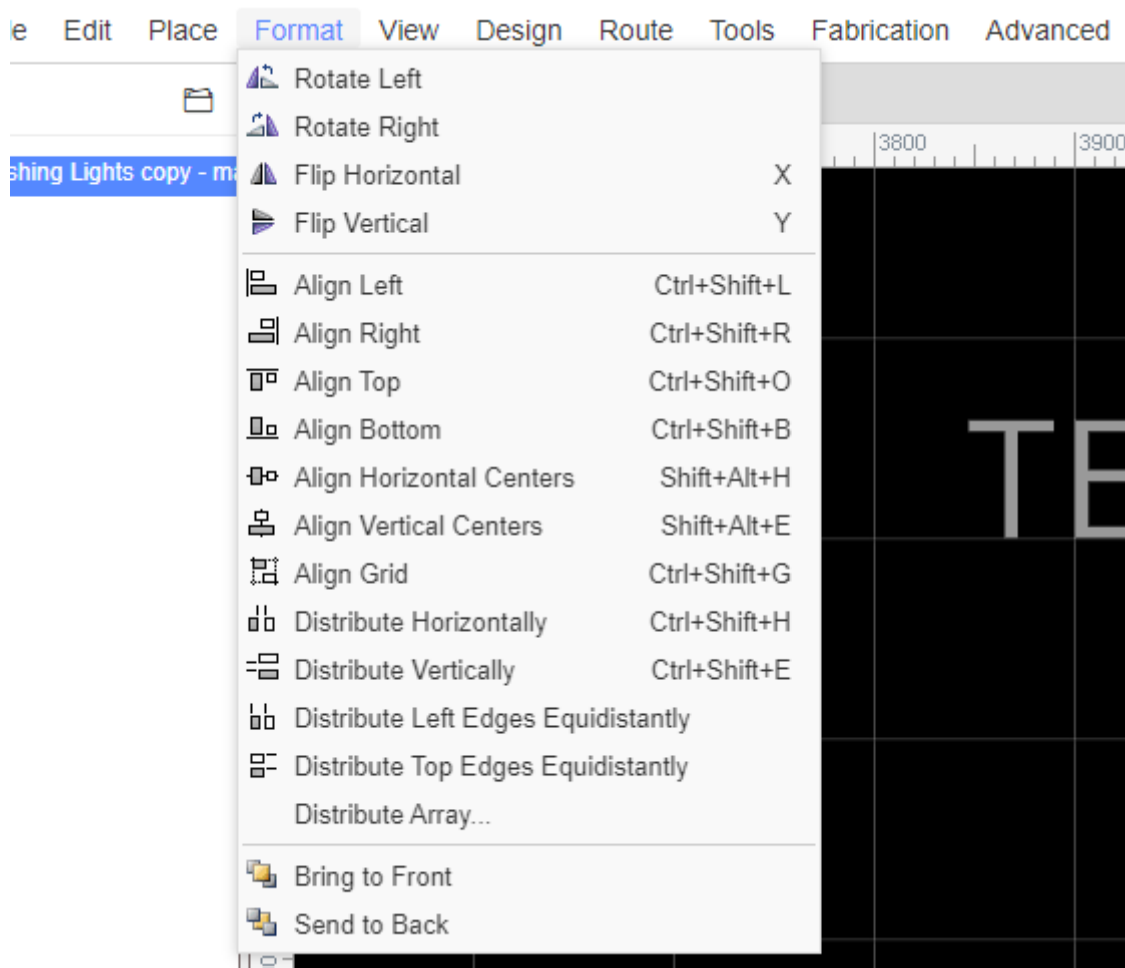 le Edit Place Format View Design Route Tools Fabrication Advanced
Rotate Left
Rotate Right
3800 3900
shing Lights copy - ma
Flip Horizontal X
Flip Vertical Y
Align Left Ctrl+Shift+L
Align Right Ctrl+Shift+R
Align Top Ctrl+Shift+O
Align Bottom Ctrl+Shift+B
TE
Align Horizontal Centers Shift+Alt+H
Align Vertical Centers Shift+Alt+E
Align Grid Ctrl+Shift+G
Distribute Horizontally Ctrl+Shift+H
Distribute Vertically Ctrl+Shift+E
Distribute Left Edges Equidistantly
Distribute Top Edges Equidistantly
Distribute Array...
Bring to Front
Send to Back